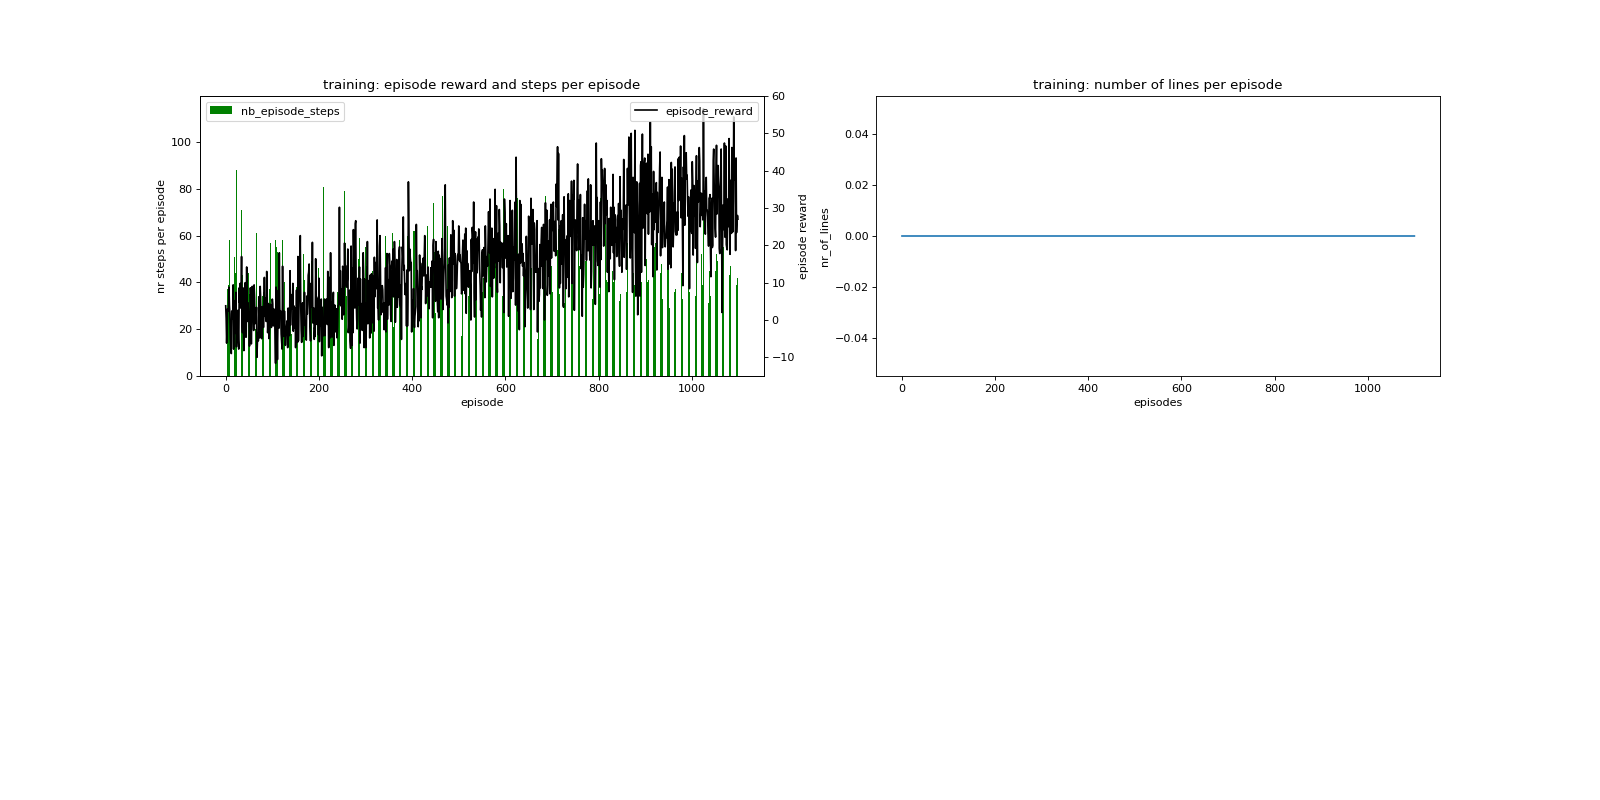 training: episode reward and steps per episode
nb_episode_steps
episode_reward
nr steps per episode
100
80
60
40
20
0
60
50
40
30
20
10
0
−10
episode reward
0 200 400 600 800 1000
episode
training: number of lines per episode
nr_of_lines
0.04
0.02
0.00
−0.02
−0.04
0 200 400 600 800 1000
episodes